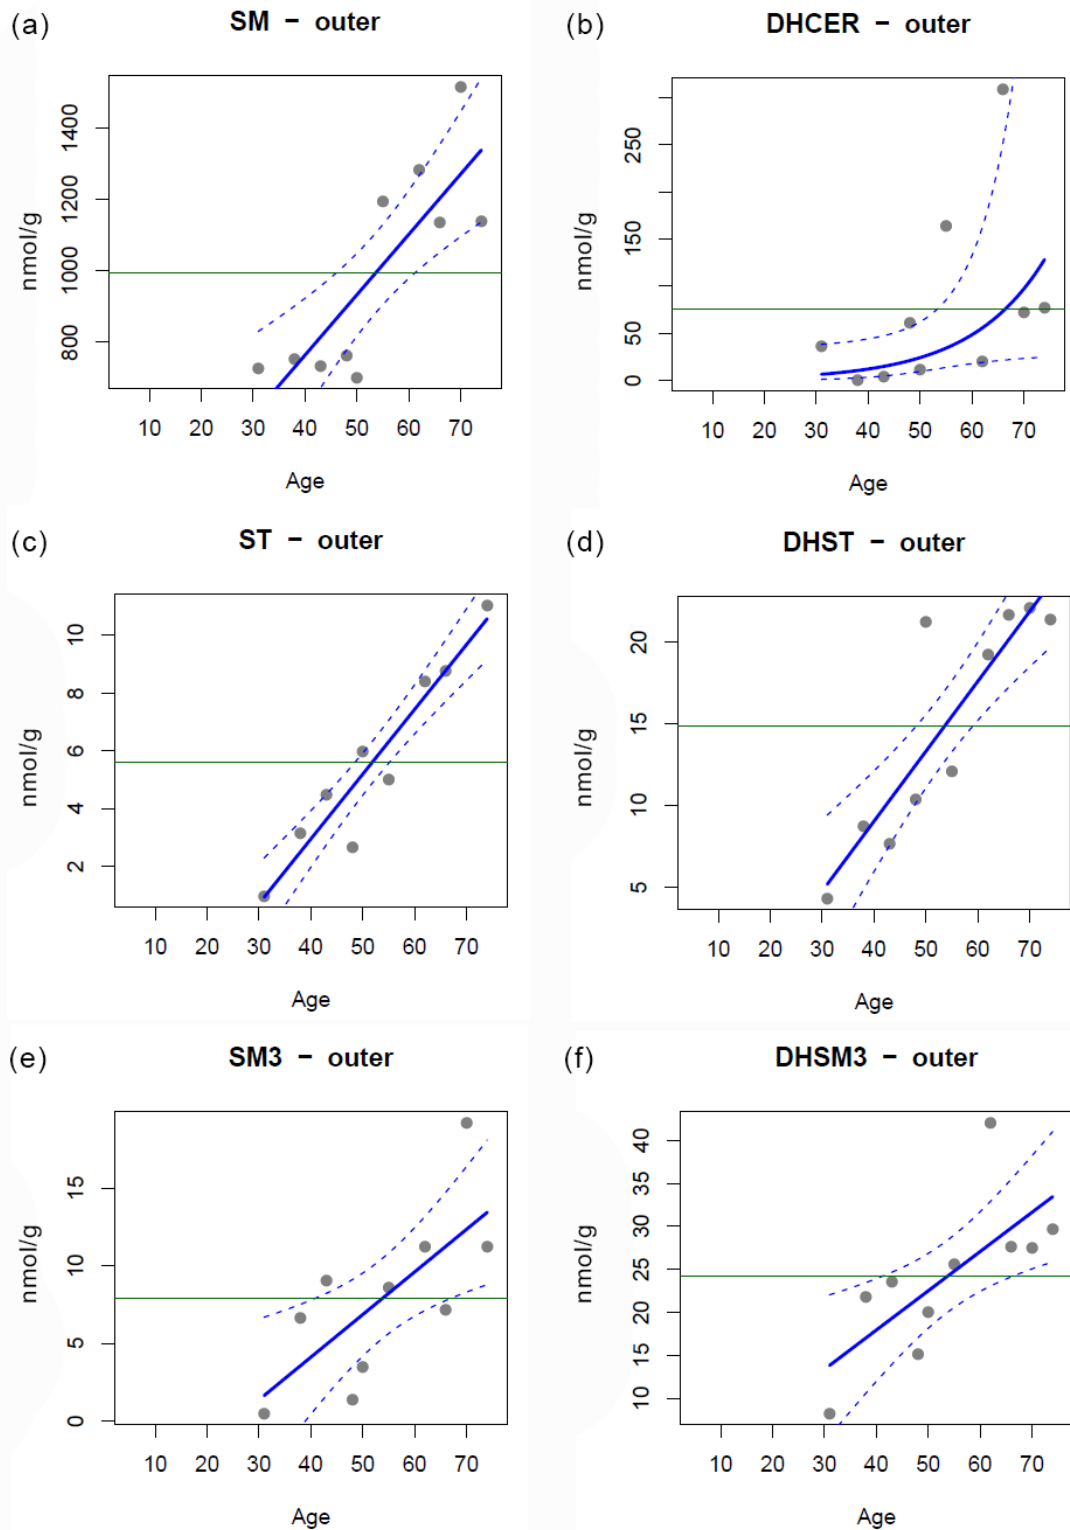 (a) SM − outer
nmol/g
800 1000 1200 1400
10 20 30 40 50 60 70
Age
(b) DHCER − outer
nmol/g
0 50 150 250
10 20 30 40 50 60 70
Age
(c) ST − outer
nmol/g
2 4 6 8 10
10 20 30 40 50 60 70
Age
(d) DHST − outer
nmol/g
5 10 15 20
10 20 30 40 50 60 70
Age
(e) SM3 − outer
nmol/g
0 5 10 15
10 20 30 40 50 60 70
Age
(f) DHSM3 − outer
nmol/g
10 15 20 25 30 35 40
10 20 30 40 50 60 70
Age